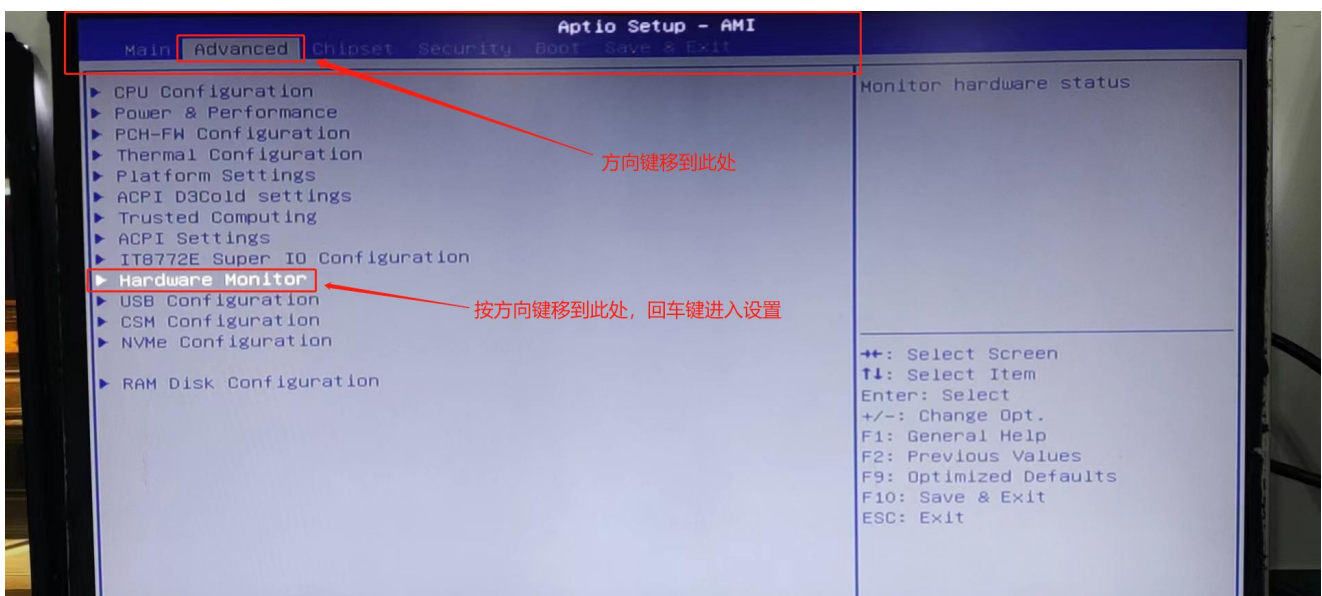 Aptio Setup - AMI
Main Advanced Chipset Security Boot Save & Exit
▶ CPU Configuration
▶ Power & Performance
▶ PCH-FW Configuration
▶ Thermal Configuration
▶ Platform Settings
▶ ACPI D3Cold settings
▶ Trusted Computing
▶ ACPI Settings
▶ IT8772E Super IO Configuration
▶ Hardware Monitor
▶ USB Configuration
▶ CSM Configuration
▶ NVMe Configuration
▶ RAM Disk Configuration
方向键移到此处
按方向键移到此处，回车键进入设置
Monitor hardware status
→←: Select Screen
↑↓: Select Item
Enter: Select
+/-: Change Opt.
F1: General Help
F2: Previous Values
F9: Optimized Defaults
F10: Save & Exit
ESC: Exit